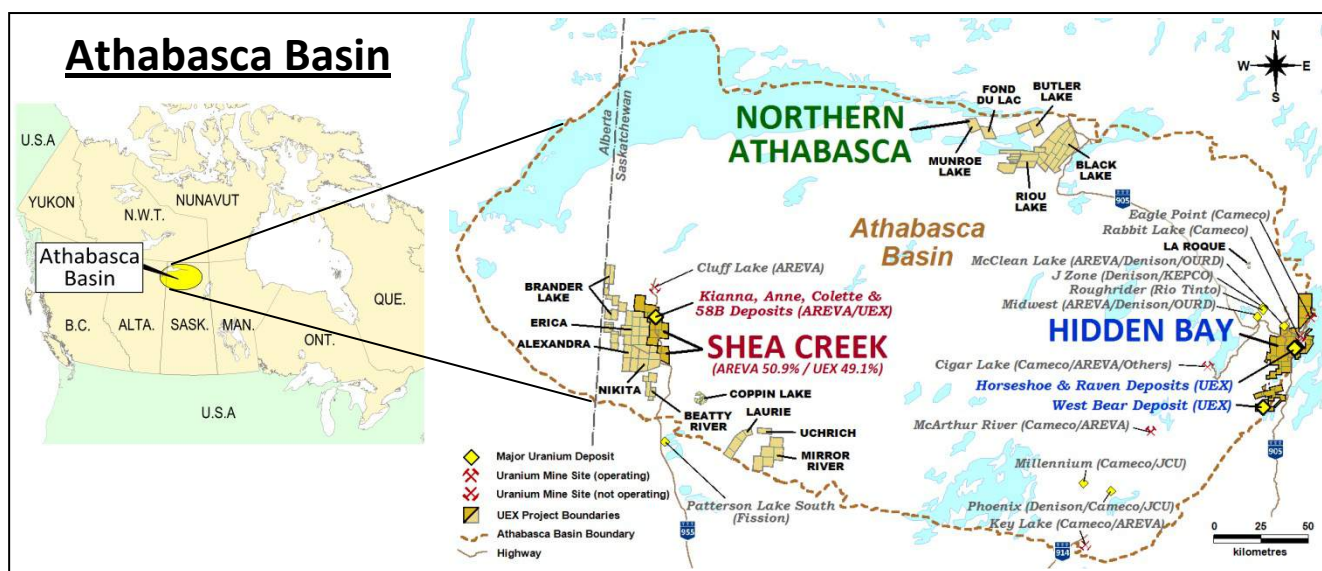 Athabasca Basin
U.S.A
YUKON
N.W.T.
NUNAVUT
Athabasca
Basin
B.C.
ALTA.
SASK.
MAN.
ONT.
QUE.
U.S.A
N
W
E
S
Alberta
Saskatchewan
NORTHERN
ATHABASCA
FOND
DU LAC
BUTLER
LAKE
MUNROE
LAKE
RIOU
LAKE
BLACK
LAKE
905
Athabasca
Basin
Eagle Point (Cameco)
Rabbit Lake (Cameco)
LA ROQUE
McClean Lake (AREVA/Denison/OURD)
J Zone (Denison/KEPCO)
Roughrider (Rio Tinto)
Midwest (AREVA/Denison/OURD)
HIDDEN BAY
Cigar Lake (Cameco/AREVA/Others)
Horseshoe & Raven Deposits (UEX)
West Bear Deposit (UEX)
McArthur River (Cameco/AREVA)
905
Millennium (Cameco/JCU)
Phoenix (Denison/Cameco/JCU)
Key Lake (Cameco/AREVA)
914
Cluff Lake (AREVA)
BRANDER
LAKE
Kianna, Anne, Colette &
58B Deposits (AREVA/UEX)
ERICA
ALEXANDRA
SHEA CREEK
(AREVA 50.9% / UEX 49.1%)
NIKITA
BEATTY
RIVER
COPPIN LAKE
LAURIE
UCHRICH
MIRROR
RIVER
Patterson Lake South
(Fission)
955
Major Uranium Deposit
Uranium Mine Site (operating)
Uranium Mine Site (not operating)
UEX Project Boundaries
Athabasca Basin Boundary
Highway
0 25 50
kilometres